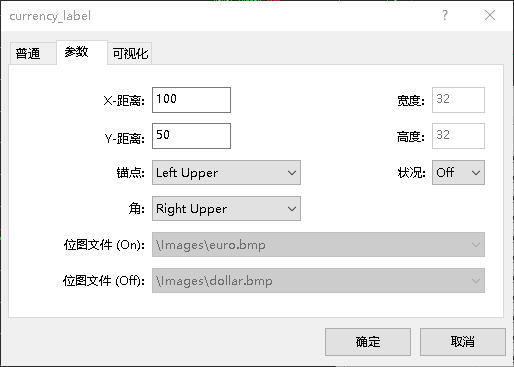 currency_label
普通 参数 可视化
X-距离: 100 宽度: 32
Y-距离: 50 高度: 32
锚点: Left Upper 状况: Off
角: Right Upper
位图文件 (On): \Images\euro.bmp
位图文件 (Off): \Images\dollar.bmp
确定 取消